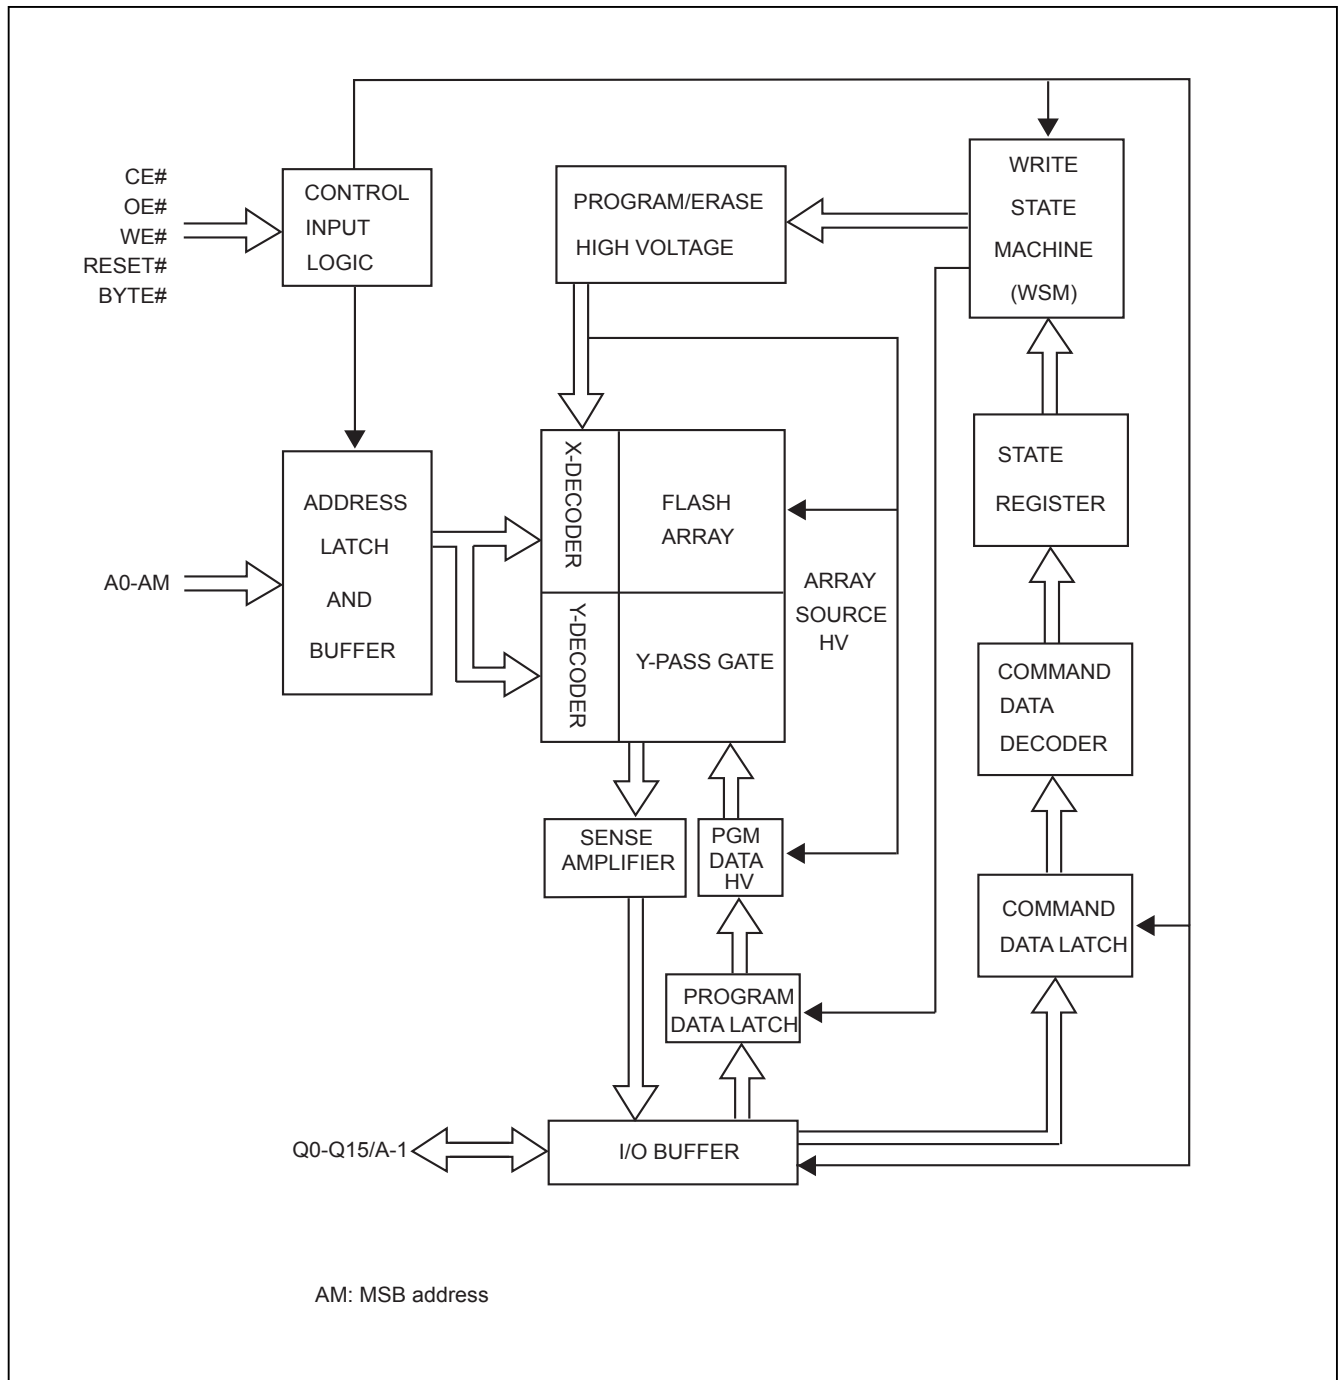 CE#
OE#
WE#
RESET#
BYTE#
CONTROL
INPUT
LOGIC
PROGRAM/ERASE
HIGH VOLTAGE
WRITE
STATE
MACHINE
(WSM)
STATE
REGISTER
A0-AM
ADDRESS
LATCH
AND
BUFFER
X-DECODER
FLASH
ARRAY
Y-DECODER
Y-PASS GATE
ARRAY
SOURCE
HV
COMMAND
DATA
DECODER
SENSE
AMPLIFIER
PGM
DATA
HV
COMMAND
DATA LATCH
PROGRAM
DATA LATCH
Q0-Q15/A-1
I/O BUFFER
AM: MSB address